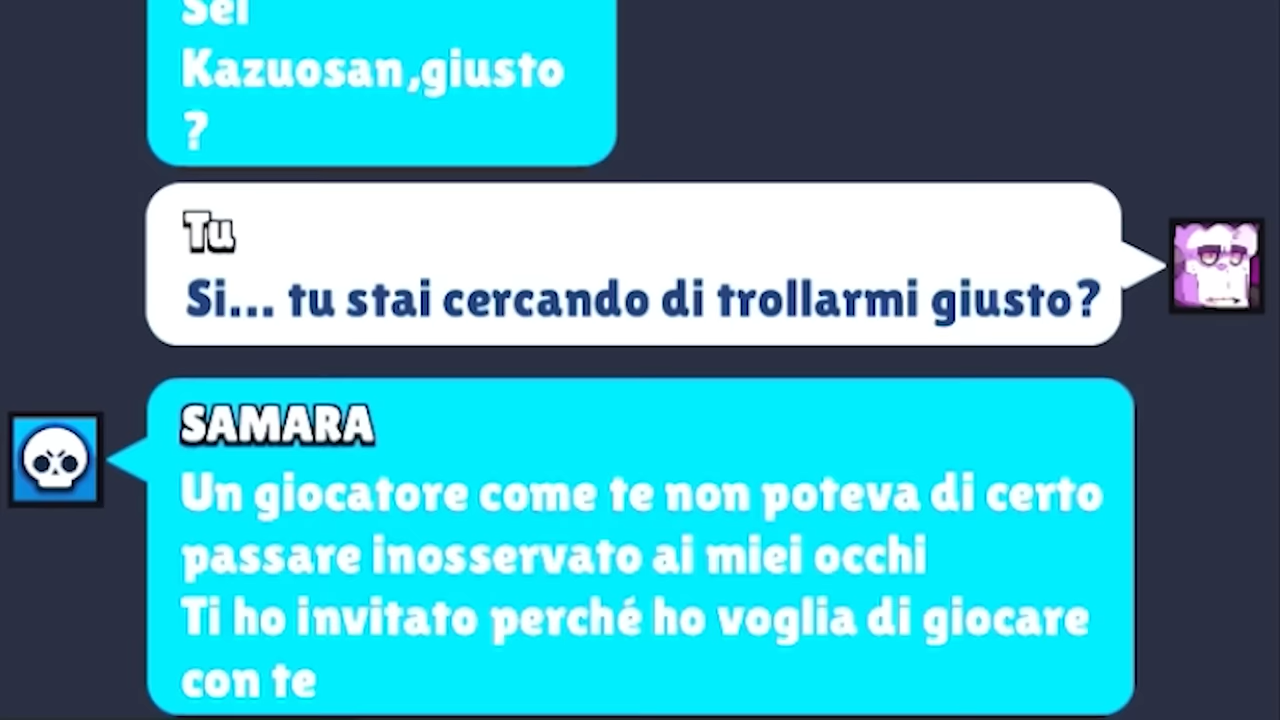 Sei
Kazuosan,giusto
?
Tu
Si... tu stai cercando di trollarmi giusto?
SAMARA
Un giocatore come te non poteva di certo
passare inosservato ai miei occhi
Ti ho invitato perché ho voglia di giocare
con te